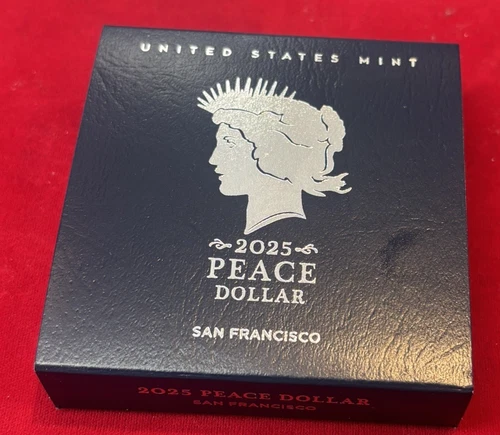 UNITED STATES MINT
2025
PEACE
DOLLAR
SAN FRANCISCO
2025 PEACE DOLLAR
SAN FRANCISCO